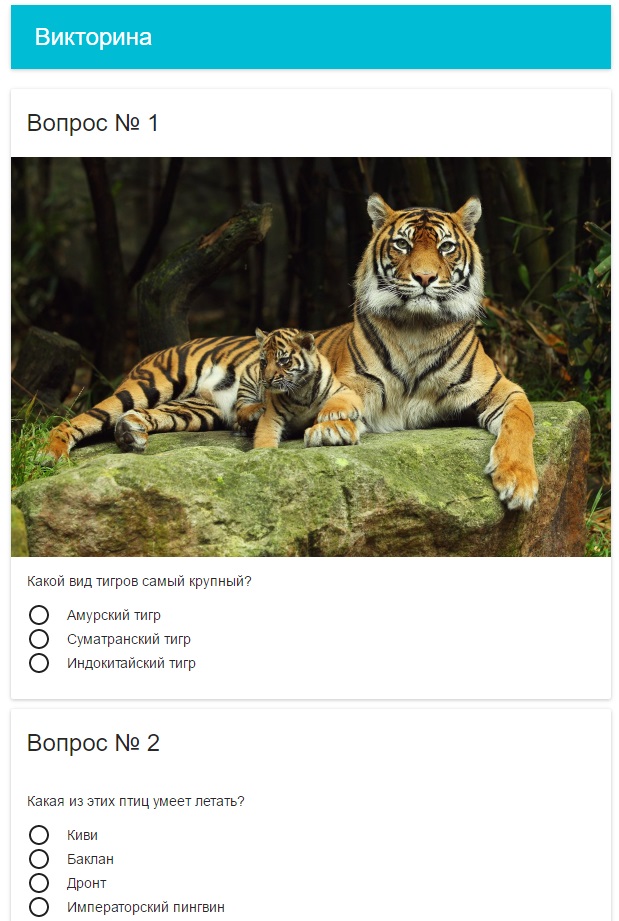 Викторина
Вопрос № 1
Какой вид тигров самый крупный?
Амурский тигр
Суматранский тигр
Индокитайский тигр
Вопрос № 2
Какая из этих птиц умеет летать?
Киви
Баклан
Дронт
Императорский пингвин